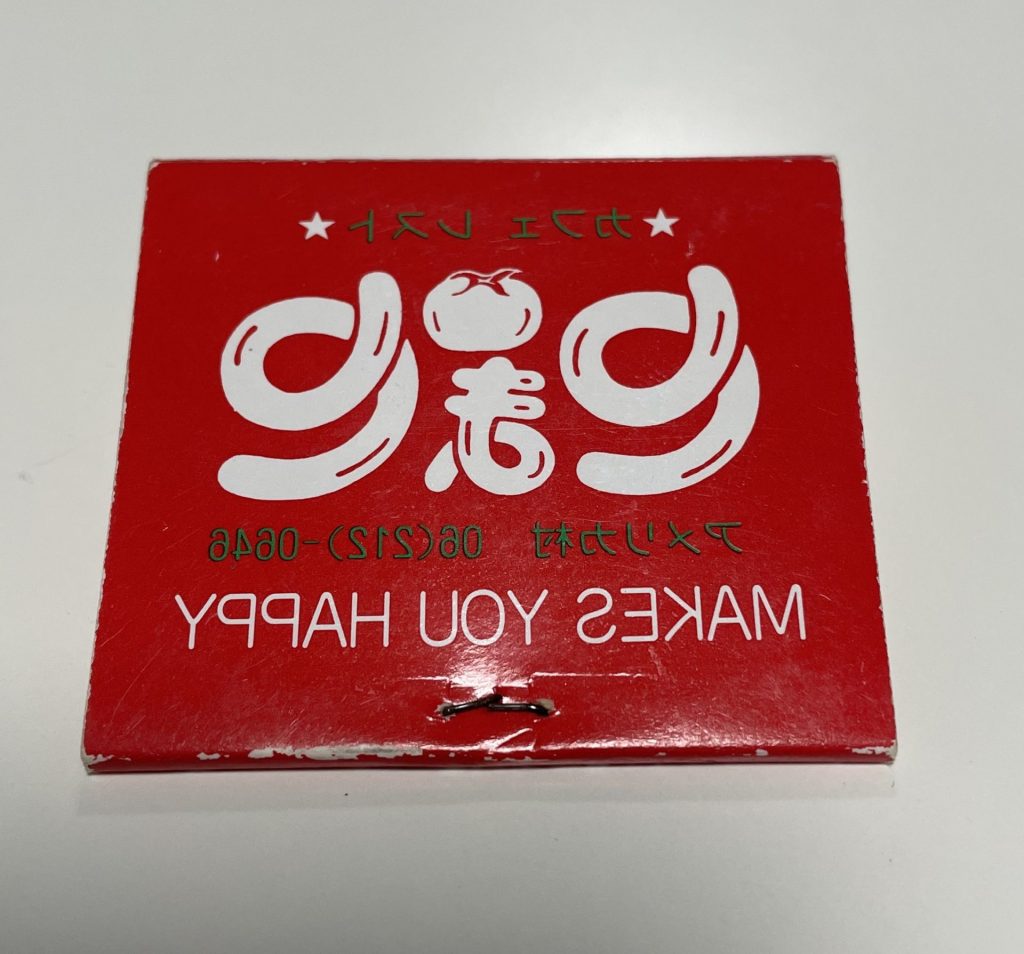 ★カフェ レスト★
アメリカ村 06(212)-0646
MAKES YOU HAPPY